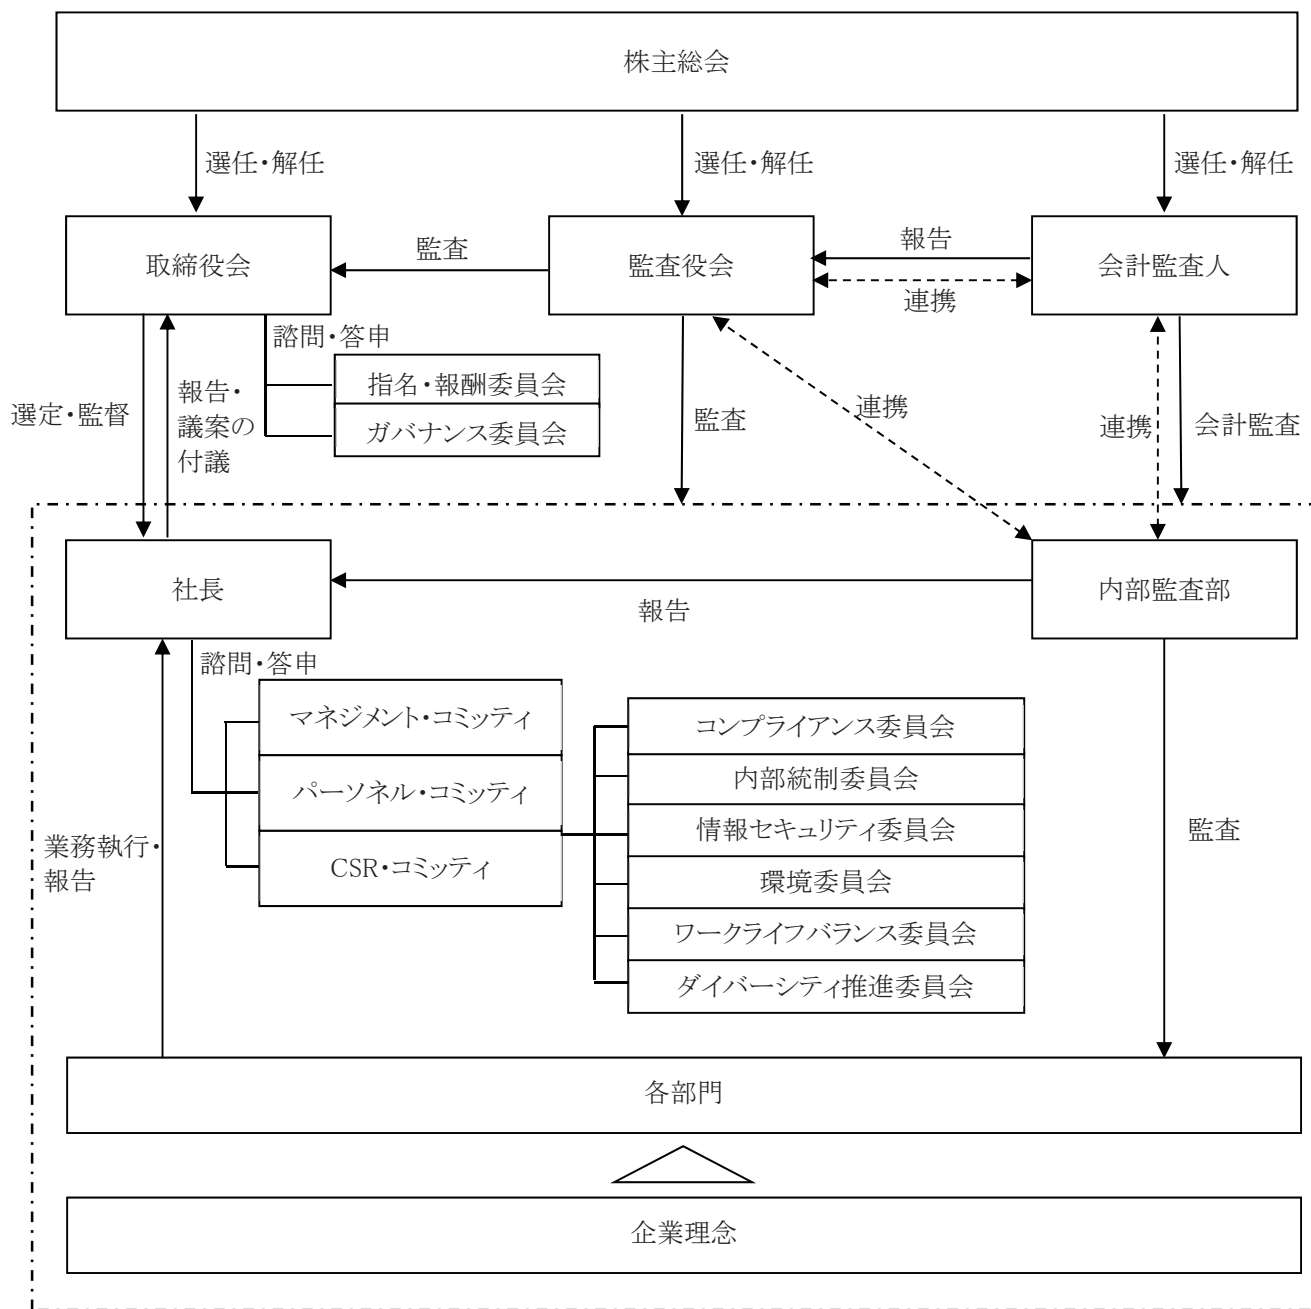 株主総会
選任・解任
選任・解任
選任・解任
取締役会
監査
監査役会
報告
連携
会計監査人
諮問・答申
指名・報酬委員会
ガバナンス委員会
選定・監督
報告・
議案の
付議
監査
連携
連携
会計監査
社長
報告
内部監査部
諮問・答申
マネジメント・コミッティ
パーソネル・コミッティ
CSR・コミッティ
コンプライアンス委員会
内部統制委員会
情報セキュリティ委員会
環境委員会
ワークライフバランス委員会
ダイバーシティ推進委員会
業務執行・
報告
監査
各部門
企業理念